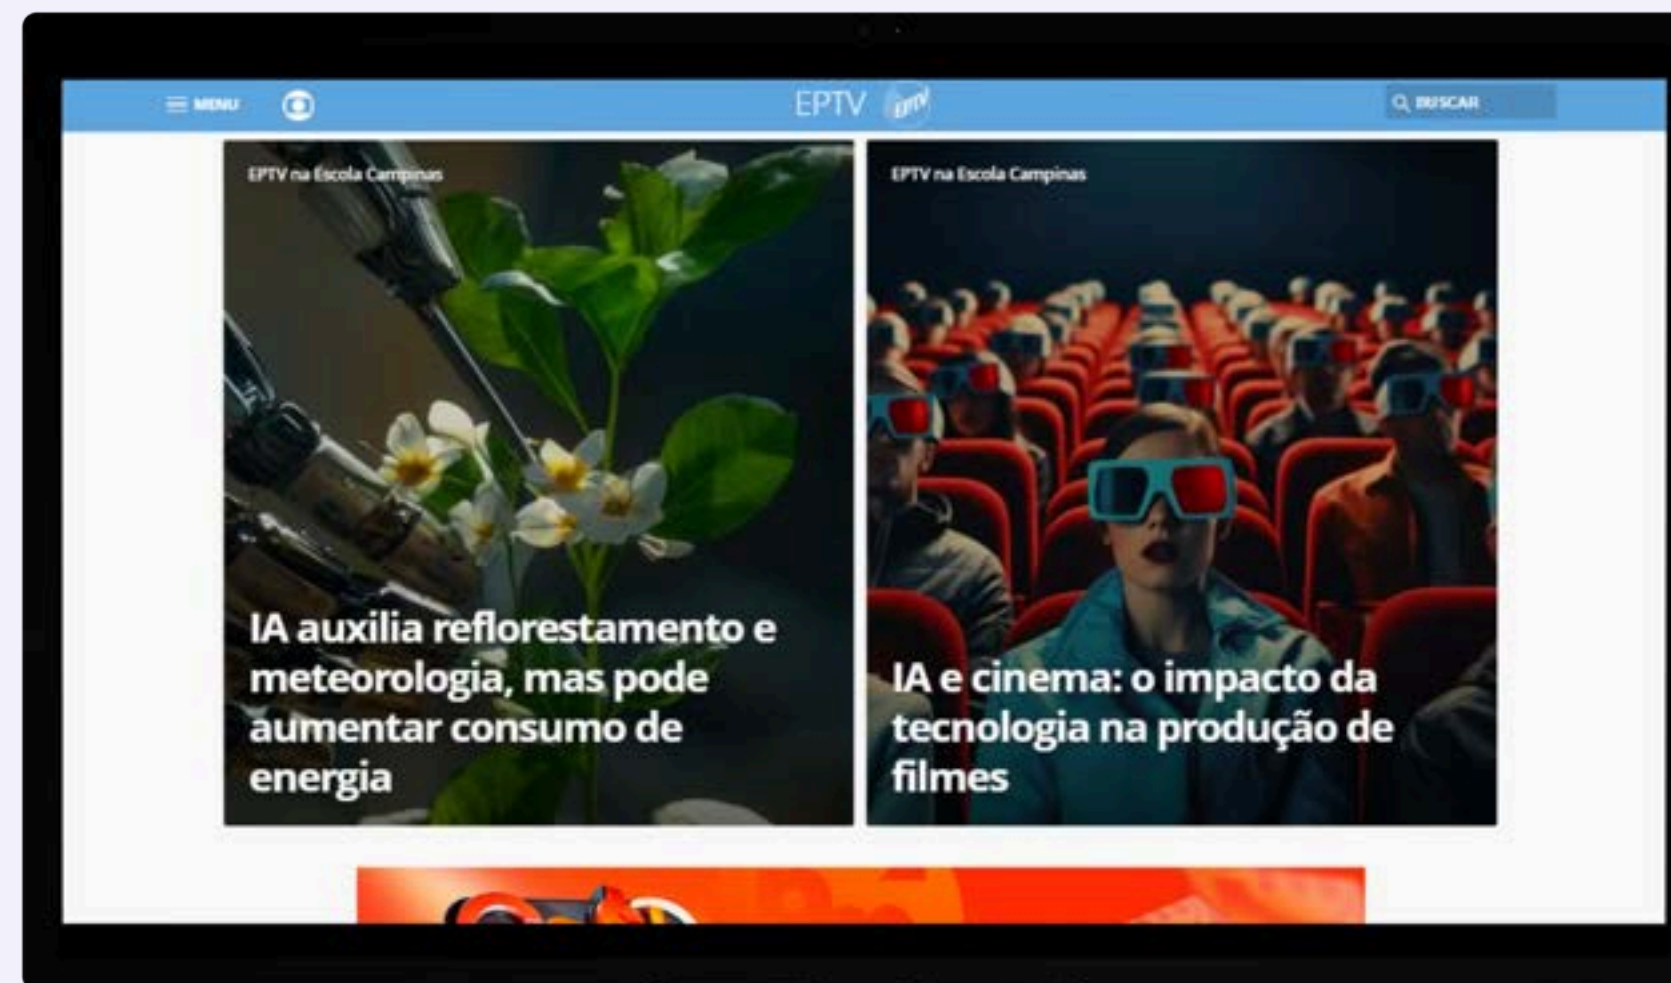 MENU
EPTV EPTV
BUSCAR
EPTV na Escola Campinas
IA auxilia reflorestamento e
meteorologia, mas pode
aumentar consumo de
energia
EPTV na Escola Campinas
IA e cinema: o impacto da
tecnologia na produção de
filmes